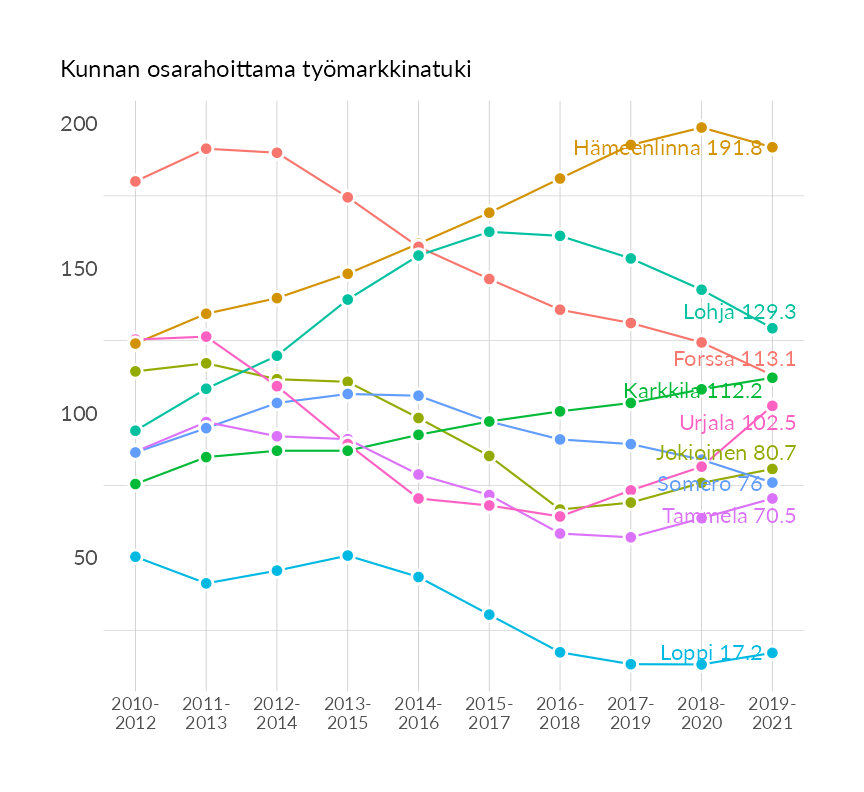 Kunnan osarahoittama työmarkkinatuki
200
150
100
50
Hämeenlinna 191.8
Lohja 129.3
Forssa 113.1
Karkkila 112.2
Urjala 102.5
Jokioinen 80.7
Somero 76
Tammela 70.5
Loppi 17.2
2010- 2011- 2012- 2013- 2014- 2015- 2016- 2017- 2018- 2019-
2012 2013 2014 2015 2016 2017 2018 2019 2020 2021